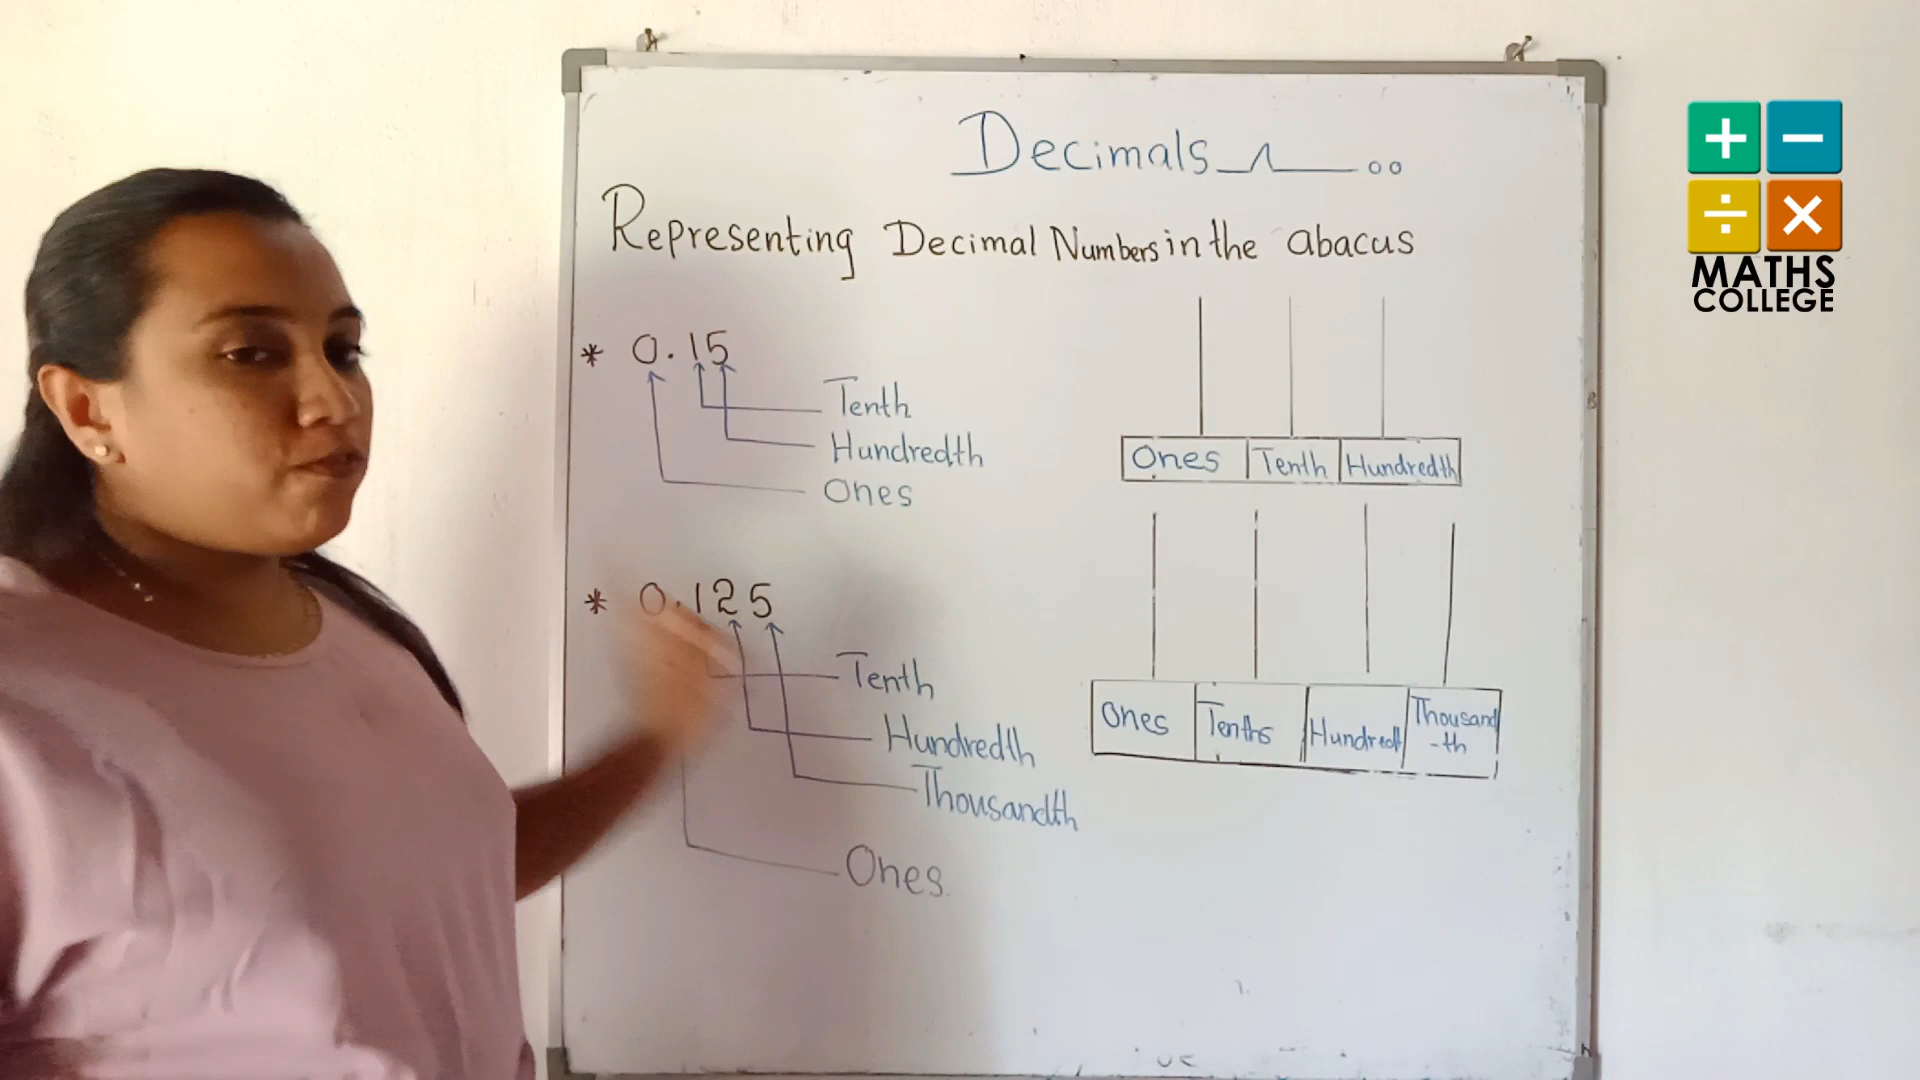 Decimals
Representing Decimal Numbers in the abacus
* 0.15
Tenth
Hundredth
Ones
Ones Tenth Hundredth
* 0.125
Tenth
Hundredth
Thousandth
Ones.
Ones Tenths Hundredt Thousand
-th
+ −
÷ ×
MATHS
COLLEGE